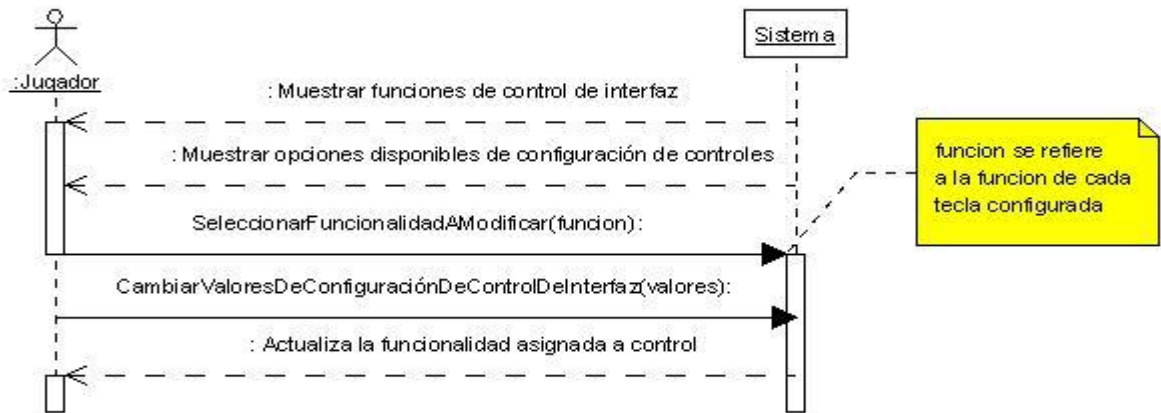 Sistema
:Jugador
: Muestrar funciones de control de interfaz
: Muestrar opciones disponibles de configuración de controles
funcion se refiere
a la funcion de cada
tecla configurada
SeleccionarFuncionalidadAModificar(funcion):
CambiarValoresDeConfiguraciónDeControlDeInterfaz(valores):
: Actualiza la funcionalidad asignada a control